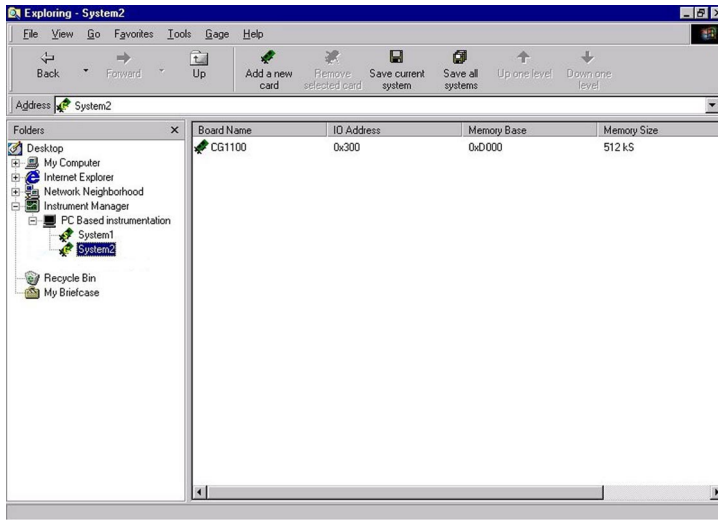 Exploring - System2
File View Go Favorites Tools Gage Help
Back Forward Up Add a new card Remove selected card Save current system Save all systems Up one level Down one level
Address System2
Folders
Board Name IO Address Memory Base Memory Size
CG1100 0x300 0xD000 512 kS
Desktop
My Computer
Internet Explorer
Network Neighborhood
Instrument Manager
PC Based instrumentation
System1
System2
Recycle Bin
My Briefcase